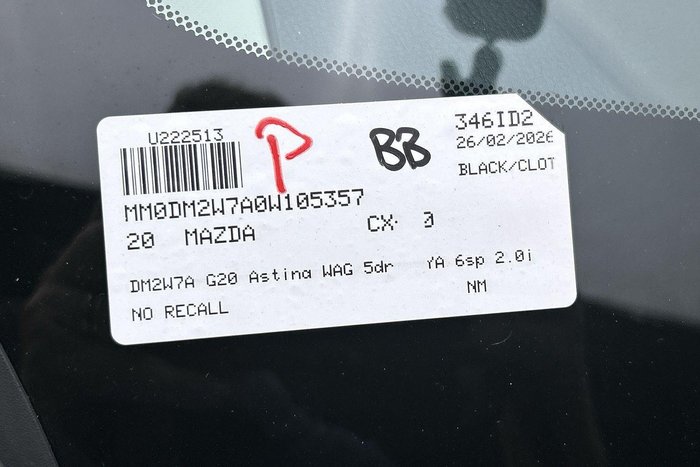 U222513
P
BB
346ID2
26/02/2026
BLACK/CLOT
MM0DM2W7A0W105357
20 MAZDA CX- 3
DM2W7A G20 Astina WAG 5dr YA 6sp 2.0i
NO RECALL NM